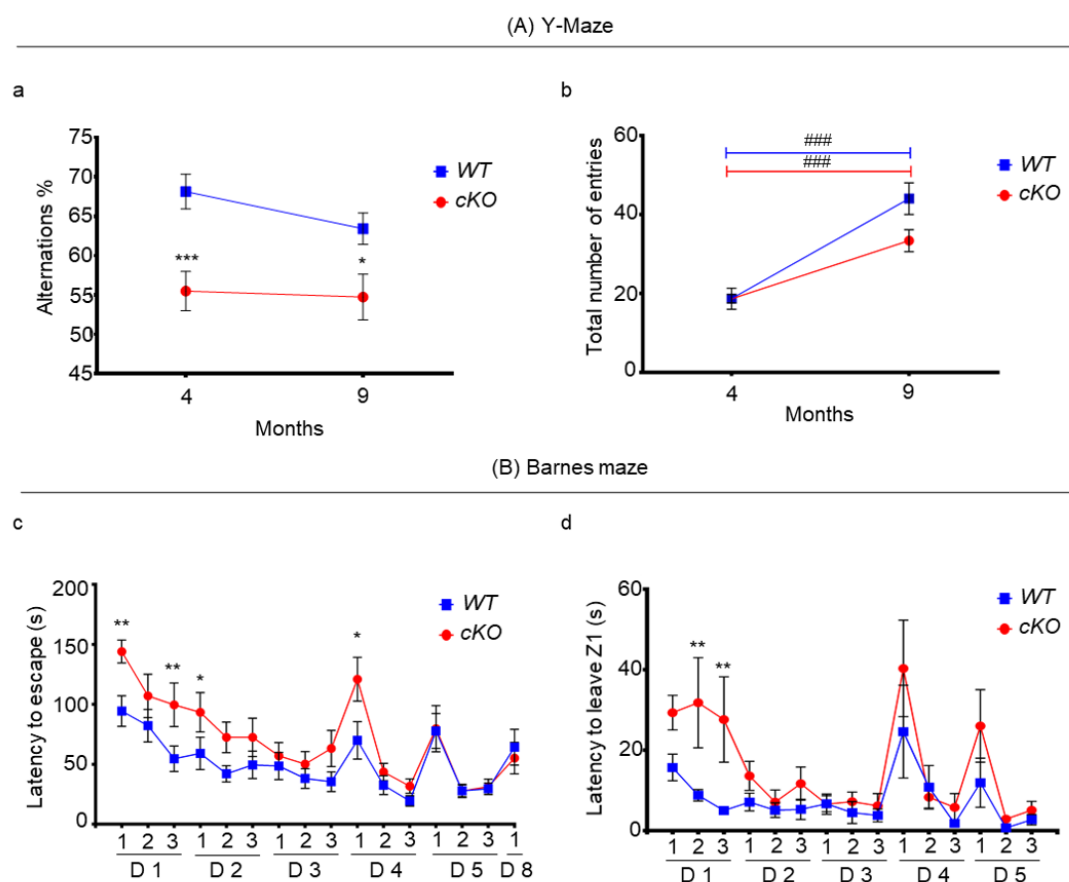 (A) Y-Maze
a
75
70
65
60
55
50
45
Alternations %
***
*
4
9
Months
WT
cKO
b
60
40
20
0
Total number of entries
###
###
4
9
Months
WT
cKO
(B) Barnes maze
c
200
150
100
50
0
Latency to escape (s)
**
**
*
*
WT
cKO
1 2 3 1 2 3 1 2 3 1 2 3 1 2 3 1
D 1 D 2 D 3 D 4 D 5 D 8
d
60
40
20
0
Latency to leave Z1 (s)
**
**
WT
cKO
1 2 3 1 2 3 1 2 3 1 2 3 1 2 3
D 1 D 2 D 3 D 4 D 5